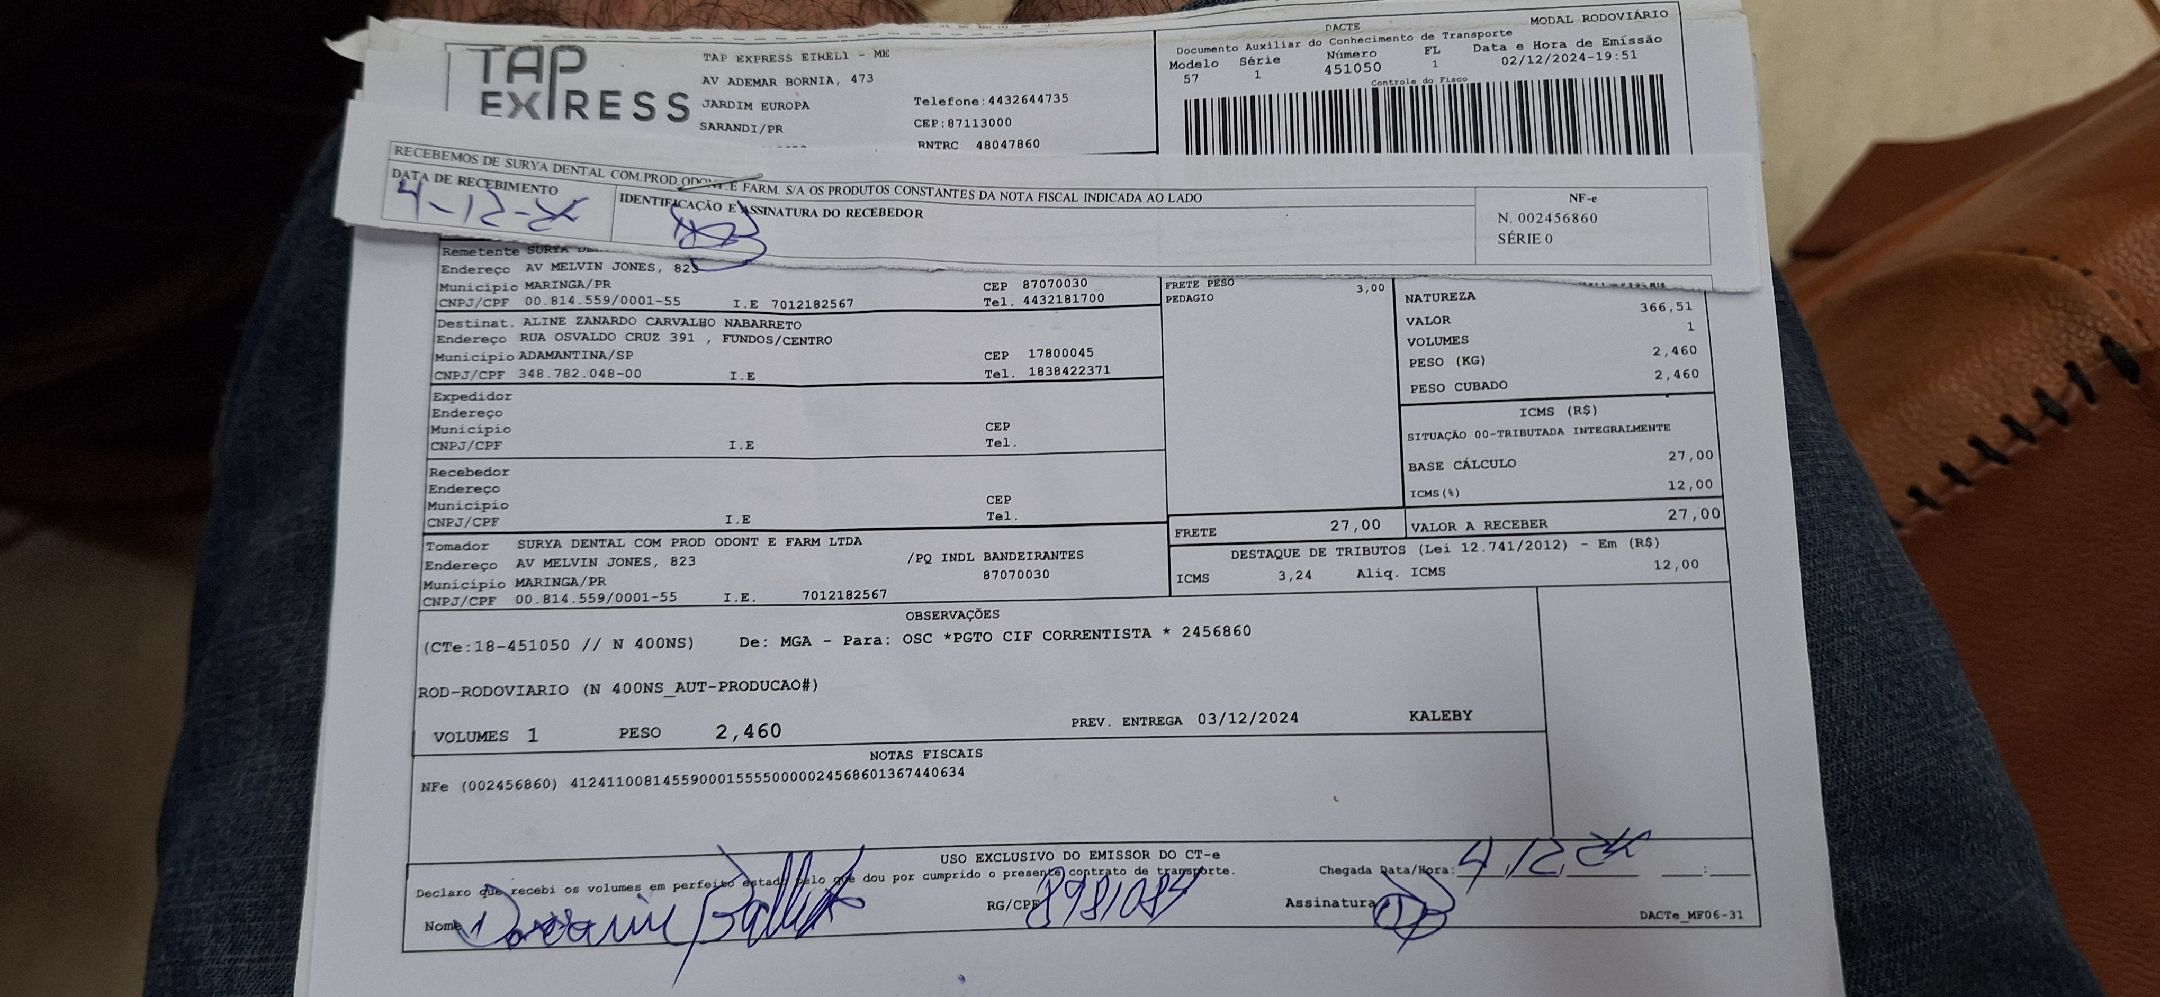 TAP
EXPRESS
TAP EXPRESS EIRELI - ME
AV ADEMAR BORNIA, 473
JARDIM EUROPA
SARANDI/PR
Telefone:4432644735
CEP:87113000
RNTRC 48047860
DACTE
MODAL RODOVIÁRIO
Documento Auxiliar do Conhecimento de Transporte
Modelo Série Número FL Data e Hora de Emissão
57 1 451050 1 02/12/2024-19:51
Controle do Fisco
RECEBEMOS DE SURYA DENTAL COM.PROD.ODONT.E FARM. S/A OS PRODUTOS CONSTANTES DA NOTA FISCAL INDICADA AO LADO
DATA DE RECEBIMENTO
4-12-24
IDENTIFICAÇÃO E ASSINATURA DO RECEBEDOR
NF-e
N. 002456860
SÉRIE 0
Remetente SURYA
Endereço AV MELVIN JONES, 823
Município MARINGA/PR CEP 87070030
CNPJ/CPF 00.814.559/0001-55 I.E 7012182567 Tel. 4432181700
Destinat. ALINE ZANARDO CARVALHO NABARRETO
Endereço RUA OSVALDO CRUZ 391 , FUNDOS/CENTRO
Município ADAMANTINA/SP CEP 17800045
CNPJ/CPF 348.782.048-00 I.E Tel. 1838422371
Expedidor
Endereço
Município CEP
CNPJ/CPF I.E Tel.
Recebedor
Endereço
Município CEP
CNPJ/CPF I.E Tel.
Tomador SURYA DENTAL COM PROD ODONT E FARM LTDA
Endereço AV MELVIN JONES, 823 /PQ INDL BANDEIRANTES
Município MARINGA/PR 87070030
CNPJ/CPF 00.814.559/0001-55 I.E. 7012182567
FRETE PESO 3,00
PEDAGIO
FRETE 27,00
NATUREZA
VALOR 366,51
VOLUMES 1
PESO (KG) 2,460
PESO CUBADO 2,460
ICMS (R$)
SITUAÇÃO 00-TRIBUTADA INTEGRALMENTE
BASE CÁLCULO 27,00
ICMS(%) 12,00
VALOR A RECEBER 27,00
DESTAQUE DE TRIBUTOS (Lei 12.741/2012) - Em (R$)
ICMS 3,24 Aliq. ICMS 12,00
OBSERVAÇÕES
(CTe:18-451050 // N 400NS) De: MGA - Para: OSC *PGTO CIF CORRENTISTA * 2456860
ROD-RODOVIARIO (N 400NS_AUT-PRODUCAO#)
VOLUMES 1 PESO 2,460 PREV. ENTREGA 03/12/2024 KALEBY
NOTAS FISCAIS
NFe (002456860) 41241100814559000155550000024568601367440634
USO EXCLUSIVO DO EMISSOR DO CT-e
Declaro que recebi os volumes em perfeito estado pelo que dou por cumprido o presente contrato de transporte.
Chegada Data/Hora: 4 12 24 :
Nome
RG/CPF 8981084
Assinatura
DACTe_MF06-31